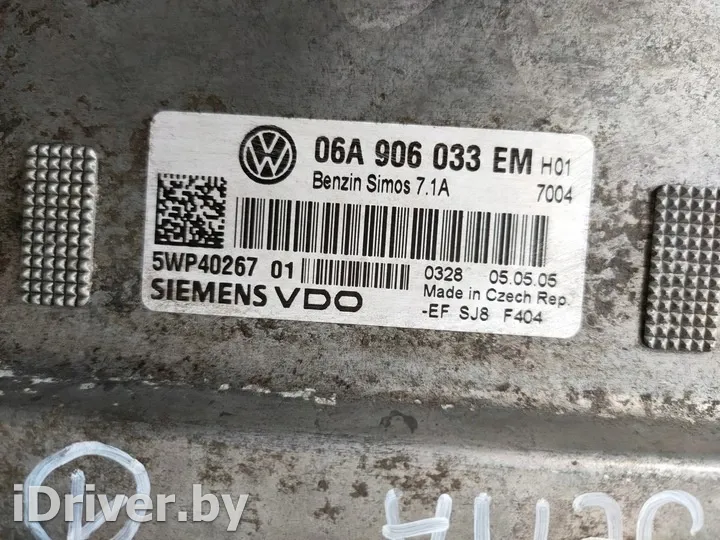 06A 906 033 EM H01
Benzin Simos 7.1A 7004
5WP40267 01 0328 05.05.05
SIEMENS VDO Made in Czech Rep.
-EF SJ8 F404
iDriver.by